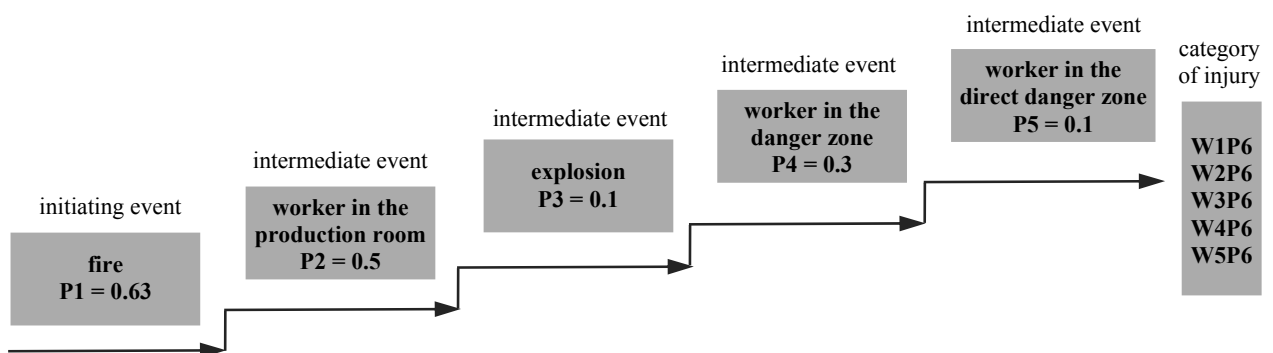 initiating event
fire
P1 = 0.63
intermediate event
worker in the
production room
P2 = 0.5
intermediate event
explosion
P3 = 0.1
intermediate event
worker in the
danger zone
P4 = 0.3
intermediate event
worker in the
direct danger zone
P5 = 0.1
category
of injury
W1P6
W2P6
W3P6
W4P6
W5P6